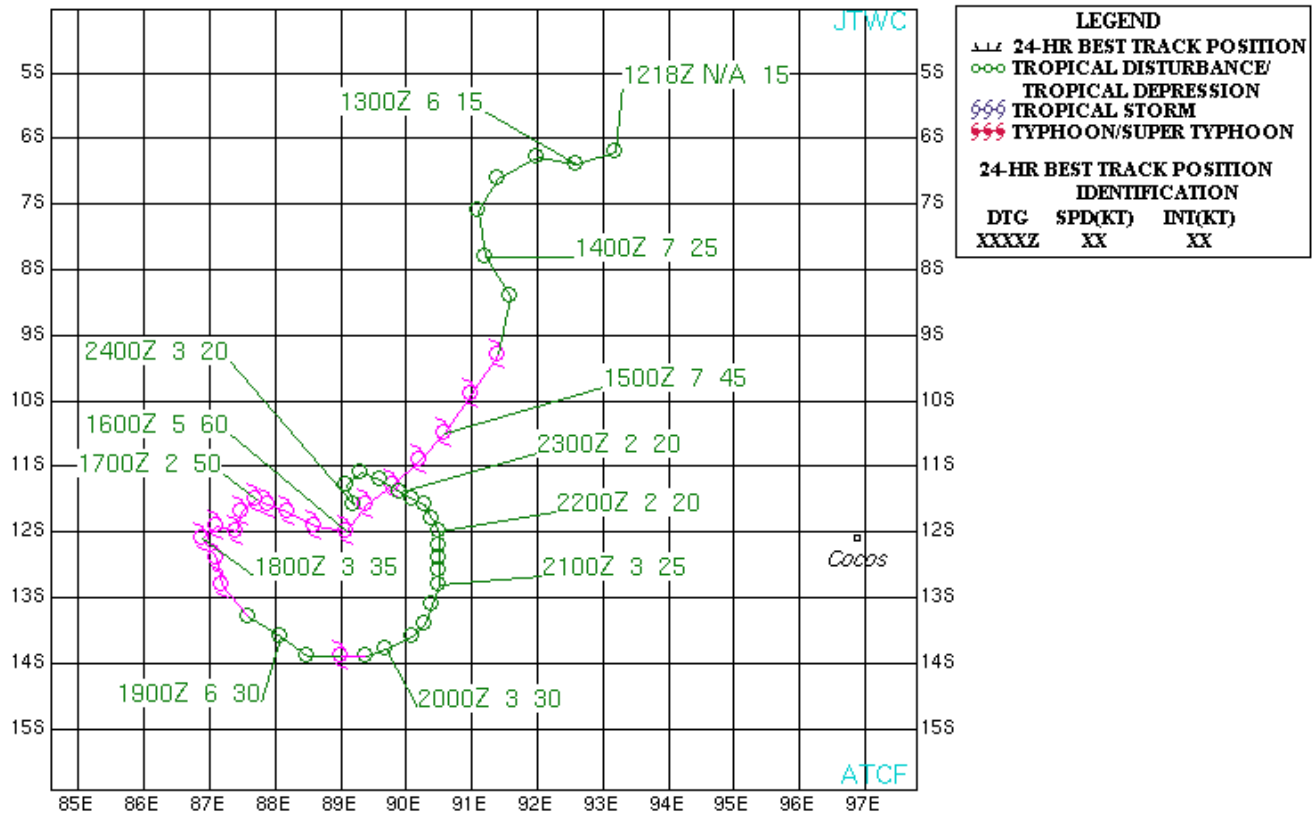 JTWC
5S 5S
1218Z N/A 15
1300Z 6 15
6S 6S
7S 7S
1400Z 7 25
8S 8S
9S 9S
2400Z 3 20
1500Z 7 45
10S 10S
1600Z 5 60
2300Z 2 20
1700Z 2 50
11S 11S
2200Z 2 20
12S 12S
Cocos
1800Z 3 35
2100Z 3 25
13S 13S
14S 14S
1900Z 6 30
2000Z 3 30
15S 15S
ATCF
85E 86E 87E 88E 89E 90E 91E 92E 93E 94E 95E 96E 97E
LEGEND
24-HR BEST TRACK POSITION
TROPICAL DISTURBANCE/
TROPICAL DEPRESSION
TROPICAL STORM
TYPHOON/SUPER TYPHOON
24-HR BEST TRACK POSITION
IDENTIFICATION
DTG SPD(KT) INT(KT)
XXXXZ XX XX